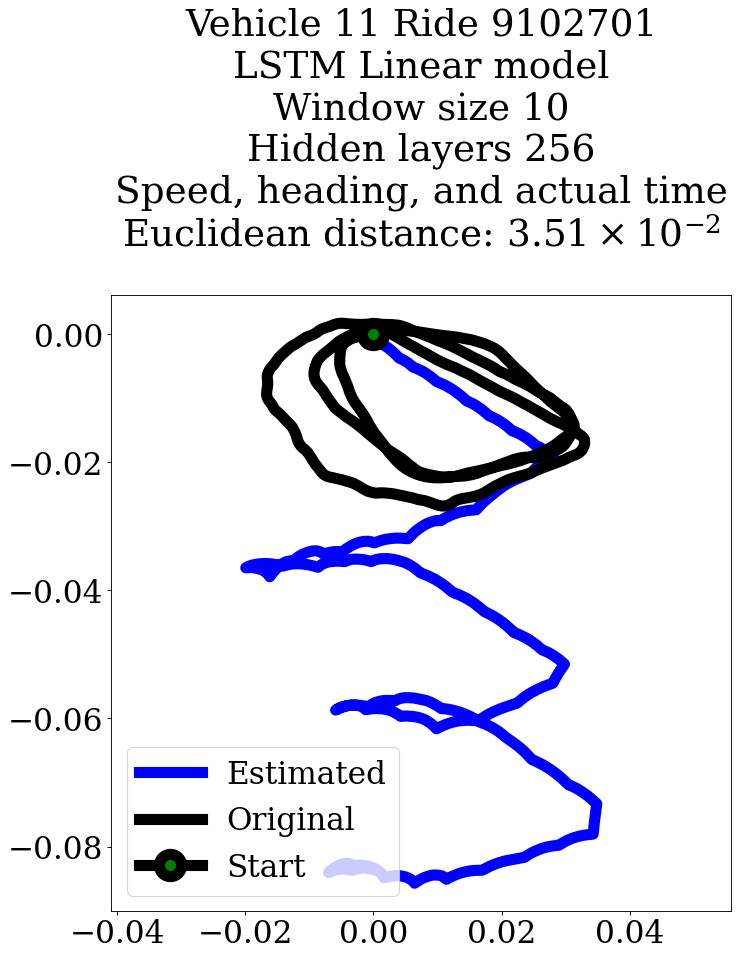 Vehicle 11 Ride 9102701
LSTM Linear model
Window size 10
Hidden layers 256
Speed, heading, and actual time
Euclidean distance: 3.51 × 10⁻²
0.00
−0.02
−0.04
−0.06
−0.08
Estimated
Original
Start
−0.04 −0.02 0.00 0.02 0.04